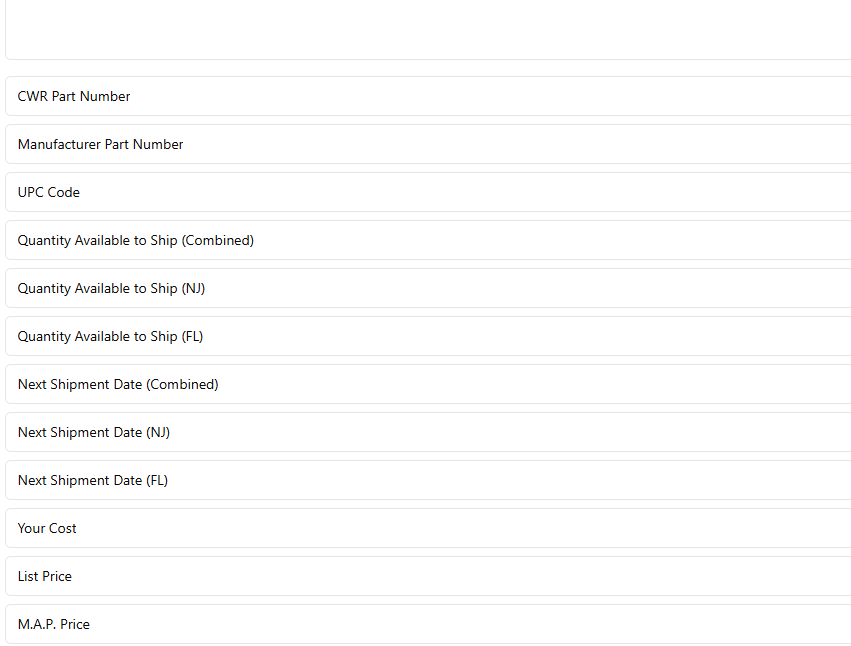 CWR Part Number
Manufacturer Part Number
UPC Code
Quantity Available to Ship (Combined)
Quantity Available to Ship (NJ)
Quantity Available to Ship (FL)
Next Shipment Date (Combined)
Next Shipment Date (NJ)
Next Shipment Date (FL)
Your Cost
List Price
M.A.P. Price